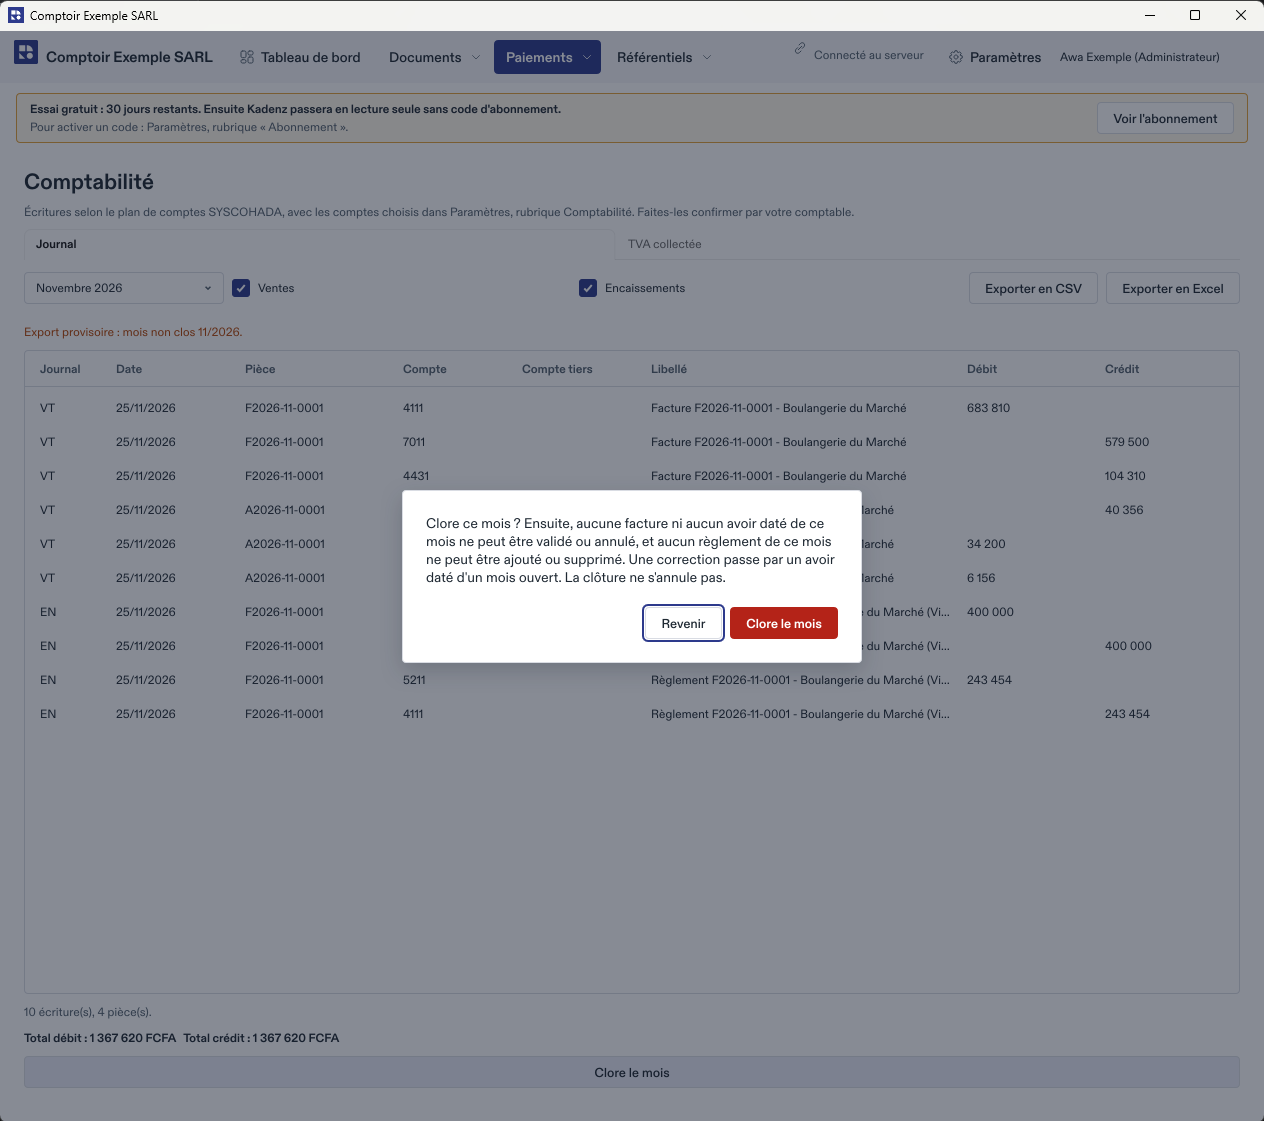 Comptoir Exemple SARL
Comptoir Exemple SARL Tableau de bord Documents Paiements Référentiels Connecté au serveur Paramètres Awa Exemple (Administrateur)
Essai gratuit : 30 jours restants. Ensuite Kadenz passera en lecture seule sans code d'abonnement.
Pour activer un code : Paramètres, rubrique « Abonnement ».
Voir l'abonnement
Comptabilité
Écritures selon le plan de comptes SYSCOHADA, avec les comptes choisis dans Paramètres, rubrique Comptabilité. Faites-les confirmer par votre comptable.
Journal TVA collectée
Novembre 2026 Ventes Encaissements Exporter en CSV Exporter en Excel
Export provisoire : mois non clos 11/2026.
Journal Date Pièce Compte Compte tiers Libellé Débit Crédit
VT 25/11/2026 F2026-11-0001 4111 Facture F2026-11-0001 - Boulangerie du Marché 683 810
VT 25/11/2026 F2026-11-0001 7011 Facture F2026-11-0001 - Boulangerie du Marché 579 500
VT 25/11/2026 F2026-11-0001 4431 Facture F2026-11-0001 - Boulangerie du Marché 104 310
VT 25/11/2026 A2026-11-0001 arché 40 356
VT 25/11/2026 A2026-11-0001 arché 34 200
VT 25/11/2026 A2026-11-0001 arché 6 156
EN 25/11/2026 F2026-11-0001 du Marché (Vi... 400 000
EN 25/11/2026 F2026-11-0001 du Marché (Vi... 400 000
EN 25/11/2026 F2026-11-0001 5211 Règlement F2026-11-0001 - Boulangerie du Marché (Vi... 243 454
EN 25/11/2026 F2026-11-0001 4111 Règlement F2026-11-0001 - Boulangerie du Marché (Vi... 243 454
Clore ce mois ? Ensuite, aucune facture ni aucun avoir daté de ce
mois ne peut être validé ou annulé, et aucun règlement de ce mois
ne peut être ajouté ou supprimé. Une correction passe par un avoir
daté d'un mois ouvert. La clôture ne s'annule pas.
Revenir Clore le mois
10 écriture(s), 4 pièce(s).
Total débit : 1 367 620 FCFA Total crédit : 1 367 620 FCFA
Clore le mois